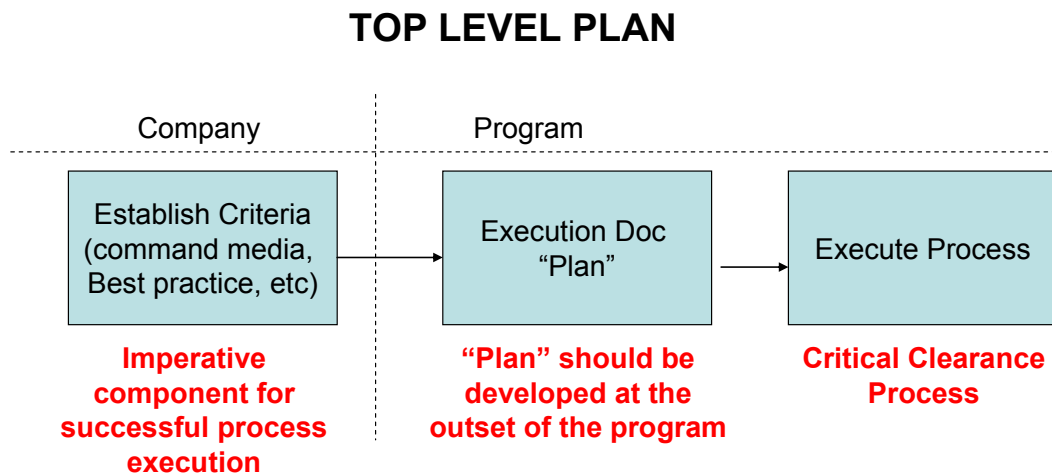 TOP LEVEL PLAN
Company
Program
Establish Criteria
(command media,
Best practice, etc)
Execution Doc
“Plan”
Execute Process
Imperative
component for
successful process
execution
“Plan” should be
developed at the
outset of the program
Critical Clearance
Process